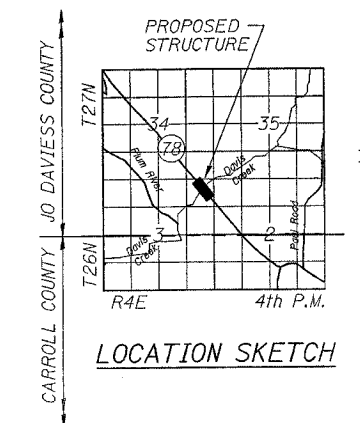 PROPOSED
STRUCTURE
JO DAVIESS COUNTY
T27N
34
35
78
Plum River
Davis
Creek
Paul Road
CARROLL COUNTY
T26N
3
2
Davis
Creek
R4E
4th P.M.
LOCATION SKETCH